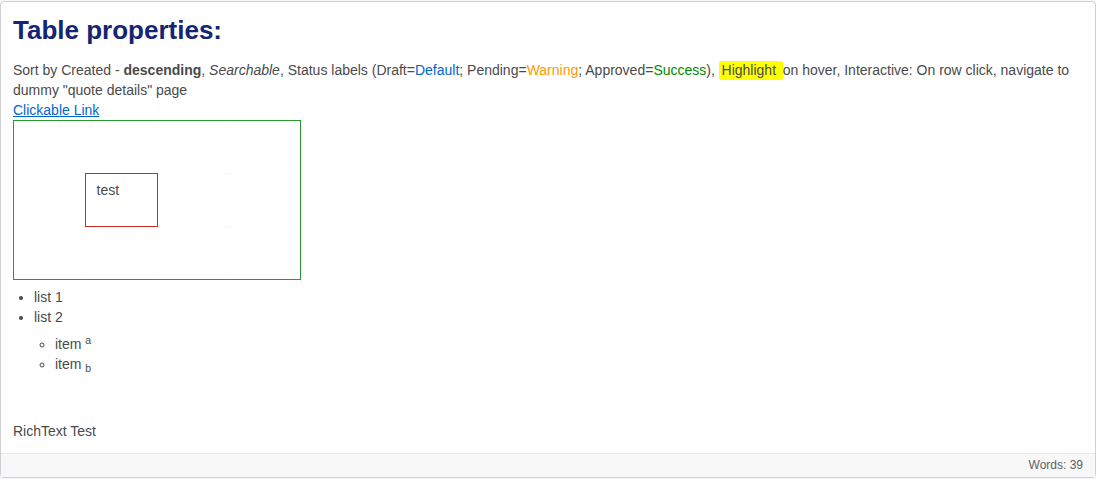 Table properties:
Sort by Created - descending, Searchable, Status labels (Draft=Default; Pending=Warning; Approved=Success), Highlight on hover, Interactive: On row click, navigate to
dummy "quote details" page
Clickable Link
test
list 1
list 2
item a
item b
RichText Test
Words: 39